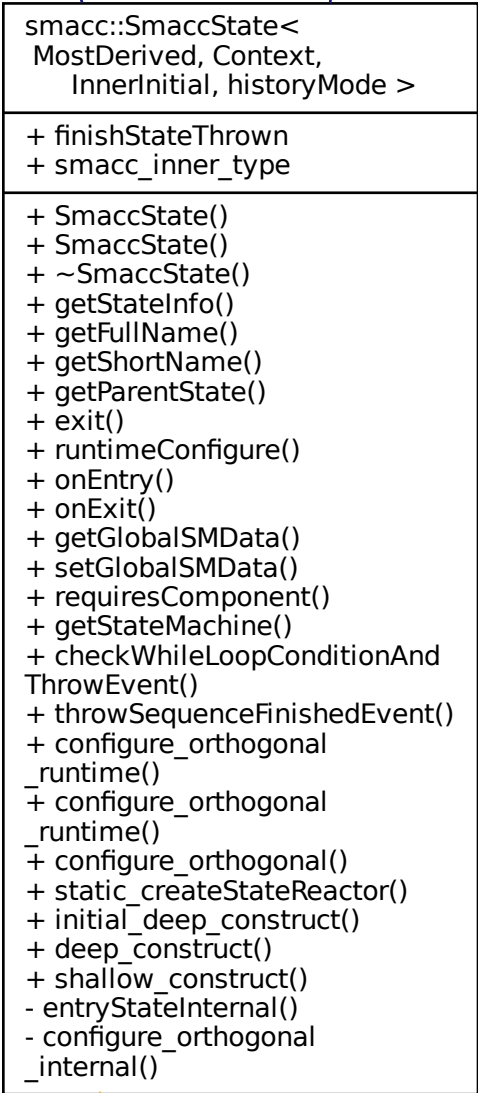 smacc::SmaccState<
MostDerived, Context,
InnerInitial, historyMode >
+ finishStateThrown
+ smacc_inner_type
+ SmaccState()
+ SmaccState()
+ ~SmaccState()
+ getStateInfo()
+ getFullName()
+ getShortName()
+ getParentState()
+ exit()
+ runtimeConfigure()
+ onEntry()
+ onExit()
+ getGlobalSMData()
+ setGlobalSMData()
+ requiresComponent()
+ getStateMachine()
+ checkWhileLoopConditionAnd
ThrowEvent()
+ throwSequenceFinishedEvent()
+ configure_orthogonal
_runtime()
+ configure_orthogonal
_runtime()
+ configure_orthogonal()
+ static_createStateReactor()
+ initial_deep_construct()
+ deep_construct()
+ shallow_construct()
- entryStateInternal()
- configure_orthogonal
_internal()